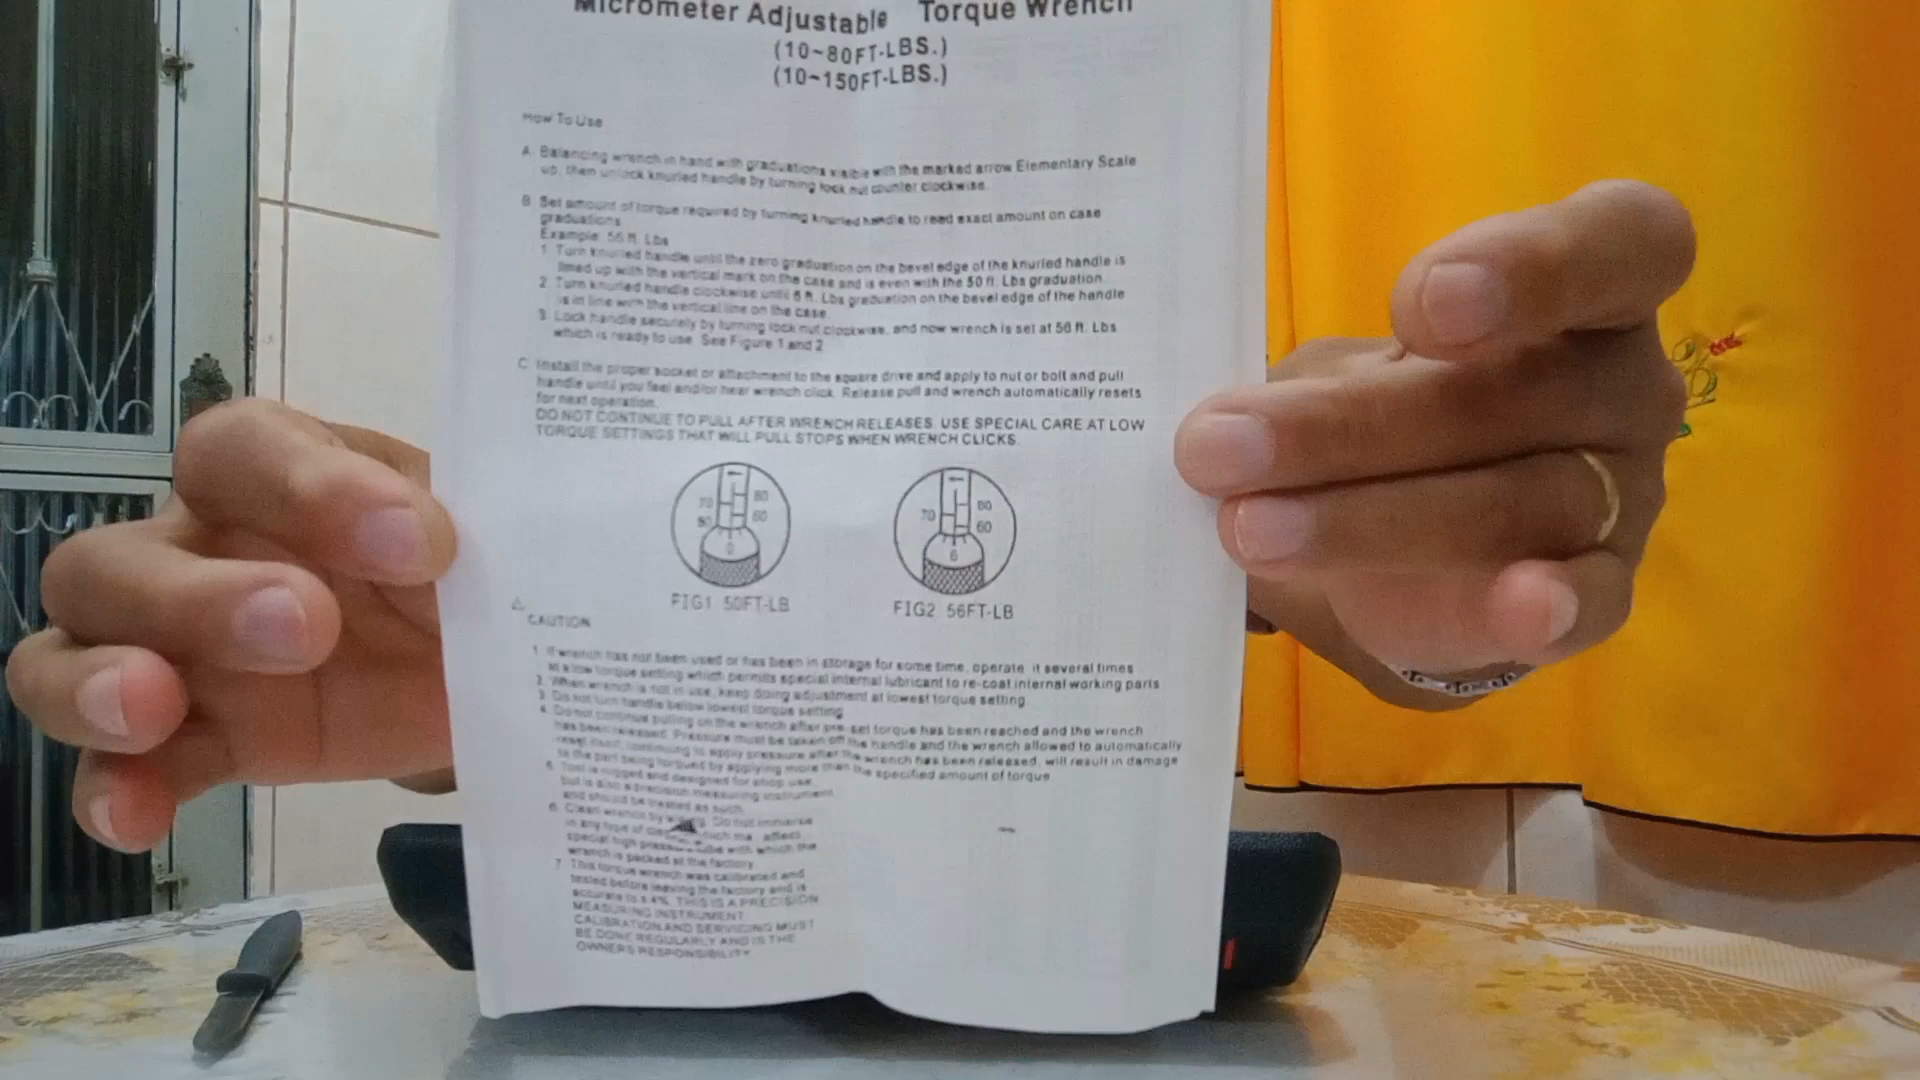 Micrometer Adjustable Torque Wrench
(10~80FT-LBS.)
(10~150FT-LBS.)
How To Use
A. Balancing wrench in hand with graduations visible with the marked arrow Elementary Scale
up, then unlock knurled handle by turning lock nut counter clockwise.
B. Set amount of torque required by turning knurled handle to read exact amount on case
graduations.
Example: 56 ft. Lbs
1. Turn knurled handle until the zero graduation on the bevel edge of the knurled handle is
lined up with the vertical mark on the case and is even with the 50 ft. Lbs graduation.
2. Turn knurled handle clockwise until 6 ft. Lbs graduation on the bevel edge of the handle
is in line with the vertical line on the case.
3. Lock handle securely by turning lock nut clockwise, and now wrench is set at 56 ft. Lbs
which is ready to use. See Figure 1 and 2
C. Install the proper socket or attachment to the square drive and apply to nut or bolt and pull
handle until you feel and/or hear wrench click. Release pull and wrench automatically resets
for next operation.
DO NOT CONTINUE TO PULL AFTER WRENCH RELEASES. USE SPECIAL CARE AT LOW
TORQUE SETTINGS THAT WILL PULL STOPS WHEN WRENCH CLICKS.
70 80
60
0
70 80
60
6
FIG1 50FT-LB
FIG2 56FT-LB
CAUTION
1. If wrench has not been used or has been in storage for some time, operate it several times
at a low torque setting which permits special internal lubricant to re-coat internal working parts
2. When wrench is not in use, keep doing adjustment at lowest torque setting
3. Do not turn handle below lowest torque setting
4. Do not continue pulling on the wrench after pre-set torque has been reached and the wrench
has been released. Pressure must be taken off the handle and the wrench allowed to automatically
reset itself, continuing to apply pressure after the wrench has been released, will result in damage
to the part being torqued by applying more than the specified amount of torque
5. Tool is rugged and designed for shop use
but is also a precision measuring instrument
and should be treated as such.
6. Clean wrench by Do not immerse
in any type of affect
special high with which the
wrench is packed at the factory.
7. This torque wrench was calibrated and
tested before leaving the factory and is
accurate to ± 4%. THIS IS A PRECISION
MEASURING INSTRUMENT
CALIBRATION AND SERVICING MUST
BE DONE REGULARLY AND IS THE
OWNERS RESPONSIBILITY